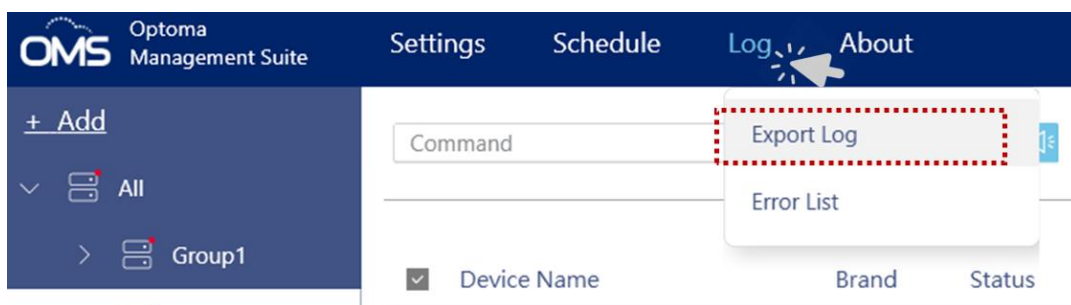 OMS Optoma Management Suite
Settings Schedule Log About
+ Add
Command
Export Log
All
Error List
Group1
Device Name Brand Status